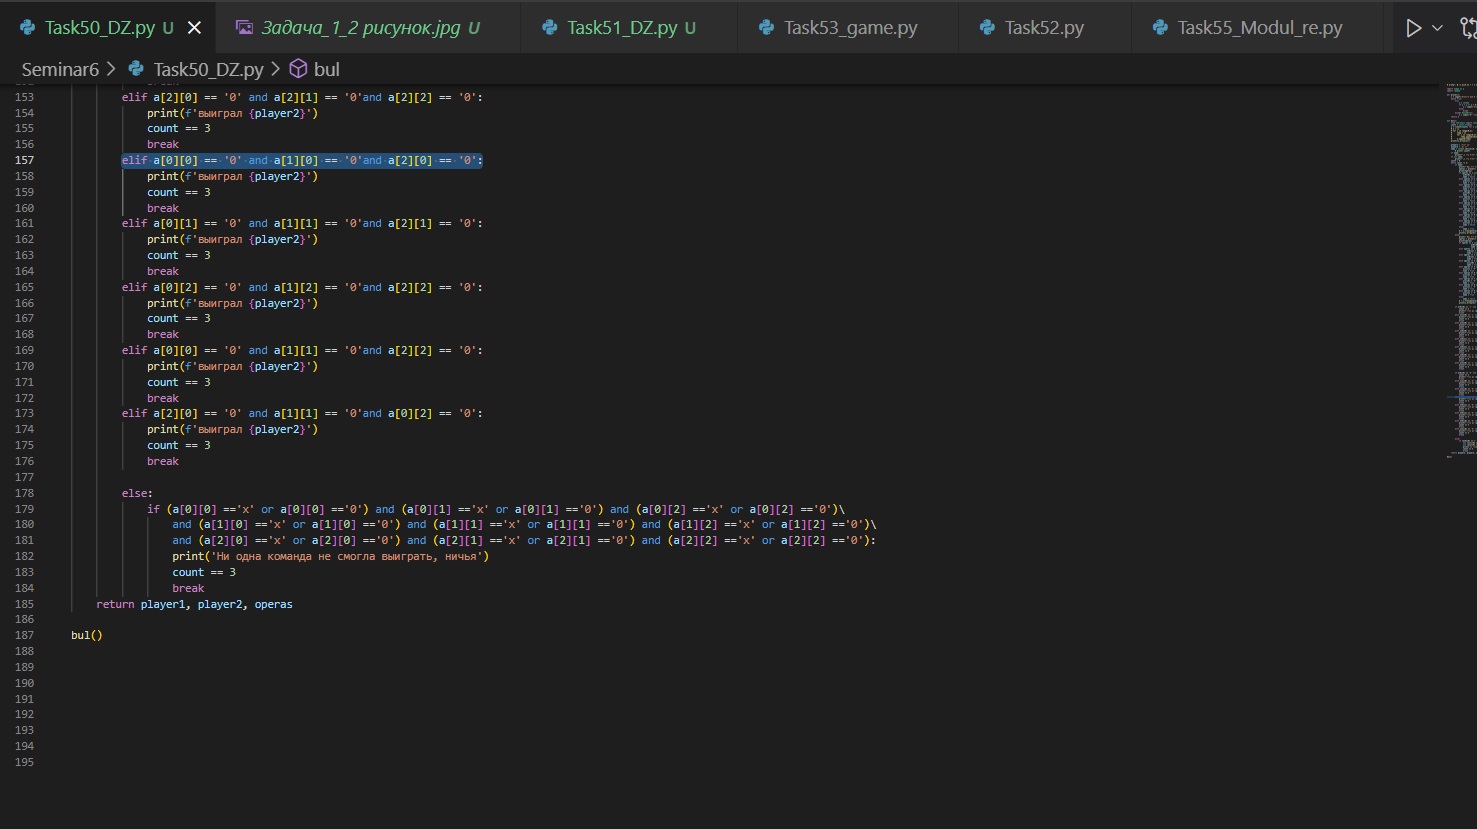 Task50_DZ.py U Задача_1_2 рисунок.jpg U Task51_DZ.py U Task53_game.py Task52.py Task55_Modul_re.py
Seminar6 > Task50_DZ.py > bul
153 elif a[2][0] == '0' and a[2][1] == '0'and a[2][2] == '0':
154 print(f'выиграл {player2}')
155 count == 3
156 break
157 elif a[0][0] == '0' and a[1][0] == '0'and a[2][0] == '0':
158 print(f'выиграл {player2}')
159 count == 3
160 break
161 elif a[0][1] == '0' and a[1][1] == '0'and a[2][1] == '0':
162 print(f'выиграл {player2}')
163 count == 3
164 break
165 elif a[0][2] == '0' and a[1][2] == '0'and a[2][2] == '0':
166 print(f'выиграл {player2}')
167 count == 3
168 break
169 elif a[0][0] == '0' and a[1][1] == '0'and a[2][2] == '0':
170 print(f'выиграл {player2}')
171 count == 3
172 break
173 elif a[2][0] == '0' and a[1][1] == '0'and a[0][2] == '0':
174 print(f'выиграл {player2}')
175 count == 3
176 break
177
178 else:
179 if (a[0][0] =='x' or a[0][0] =='0') and (a[0][1] =='x' or a[0][1] =='0') and (a[0][2] =='x' or a[0][2] =='0')\
180 and (a[1][0] =='x' or a[1][0] =='0') and (a[1][1] =='x' or a[1][1] =='0') and (a[1][2] =='x' or a[1][2] =='0')\
181 and (a[2][0] =='x' or a[2][0] =='0') and (a[2][1] =='x' or a[2][1] =='0') and (a[2][2] =='x' or a[2][2] =='0'):
182 print('Ни одна команда не смогла выиграть, ничья')
183 count == 3
184 break
185 return player1, player2, operas
186
187 bul()
188
189
190
191
192
193
194
195